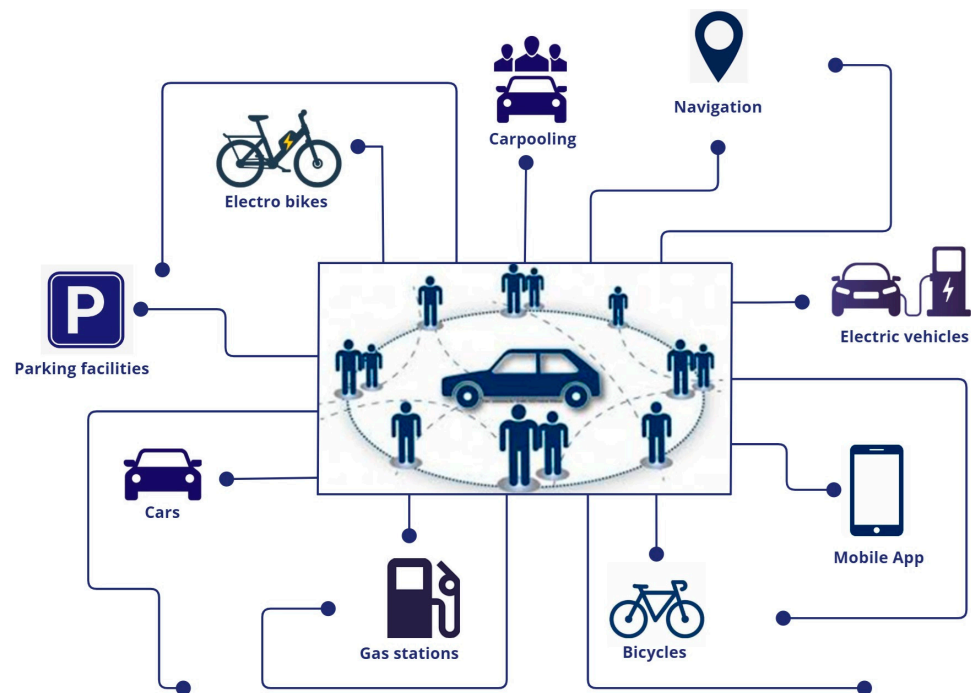 Carpooling
Navigation
Electro bikes
P
Parking facilities
Electric vehicles
Cars
Mobile App
Gas stations
Bicycles